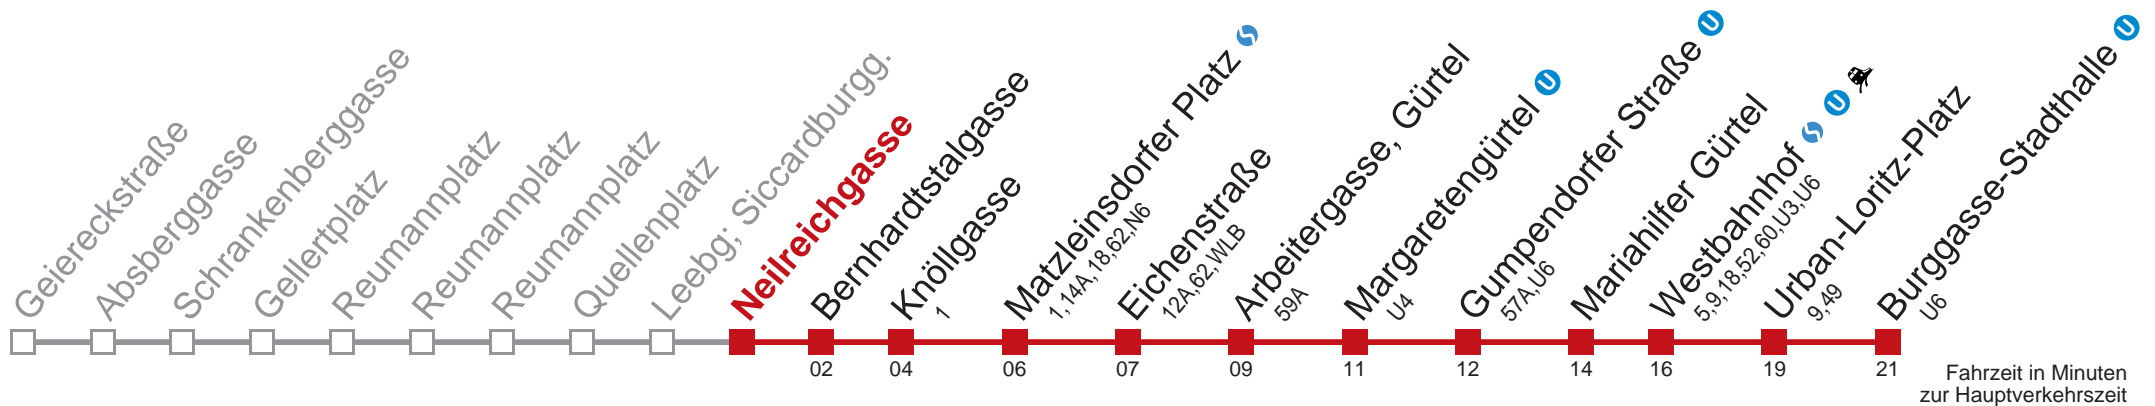 Geiereckstraße
Absberggasse
Schrankenberggasse
Gellertplatz
Reumannplatz
Reumannplatz
Reumannplatz
Quellenplatz
Leebg; Siccardburgg.
Neilreichgasse
Bernhardtstalgasse
02
Knöllgasse
1
04
Matzleinsdorfer Platz S
1,14A,18,62,N6
06
Eichenstraße
12A,62,WLB
07
Arbeitergasse, Gürtel
59A
09
Margaretengürtel U
U4
11
Gumpendorfer Straße U
57A,U6
12
Mariahilfer Gürtel
14
Westbahnhof S U
5,9,18,52,60,U3,U6
16
Urban-Loritz-Platz
9,49
19
Burggasse-Stadthalle U
U6
21
Fahrzeit in Minuten
zur Hauptverkehrszeit